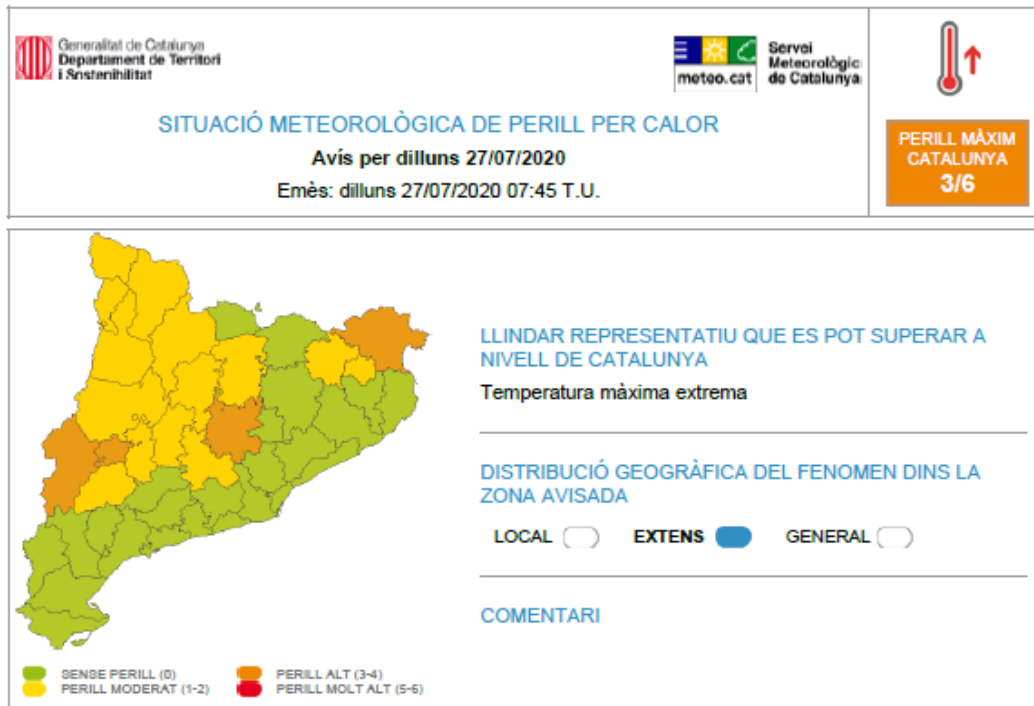 Generalitat de Catalunya
Departament de Territori
i Sostenibilitat
meteo.cat
Servei
Meteorològic
de Catalunya
SITUACIÓ METEOROLÒGICA DE PERILL PER CALOR
Avís per dilluns 27/07/2020
Emès: dilluns 27/07/2020 07:45 T.U.
PERILL MÀXIM
CATALUNYA
3/6
LLINDAR REPRESENTATIU QUE ES POT SUPERAR A
NIVELL DE CATALUNYA
Temperatura màxima extrema
DISTRIBUCIÓ GEOGRÀFICA DEL FENOMEN DINS LA
ZONA AVISADA
LOCAL EXTENS GENERAL
COMENTARI
SENSE PERILL (0) PERILL ALT (3-4)
PERILL MODERAT (1-2) PERILL MOLT ALT (5-6)